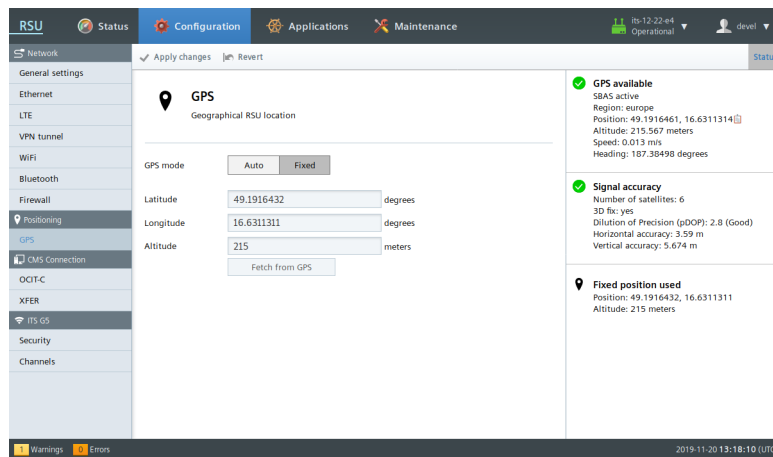 RSU Status Configuration Applications Maintenance its-12-22-e4 Operational devel
Network
General settings
Ethernet
LTE
VPN tunnel
WiFi
Bluetooth
Firewall
Positioning
GPS
CMS Connection
OCIT-C
XFER
ITS G5
Security
Channels
Apply changes Revert
GPS
Geographical RSU location
GPS mode Auto Fixed
Latitude 49.1916432 degrees
Longitude 16.6311311 degrees
Altitude 215 meters
Fetch from GPS
Statu
GPS available
SBAS active
Region: europe
Position: 49.1916461, 16.6311314
Altitude: 215.567 meters
Speed: 0.013 m/s
Heading: 187.38498 degrees
Signal accuracy
Number of satellites: 6
3D fix: yes
Dilution of Precision (pDOP): 2.8 (Good)
Horizontal accuracy: 3.59 m
Vertical accuracy: 5.674 m
Fixed position used
Position: 49.1916432, 16.6311311
Altitude: 215 meters
1 Warnings 0 Errors 2019-11-20 13:18:10 (UTC